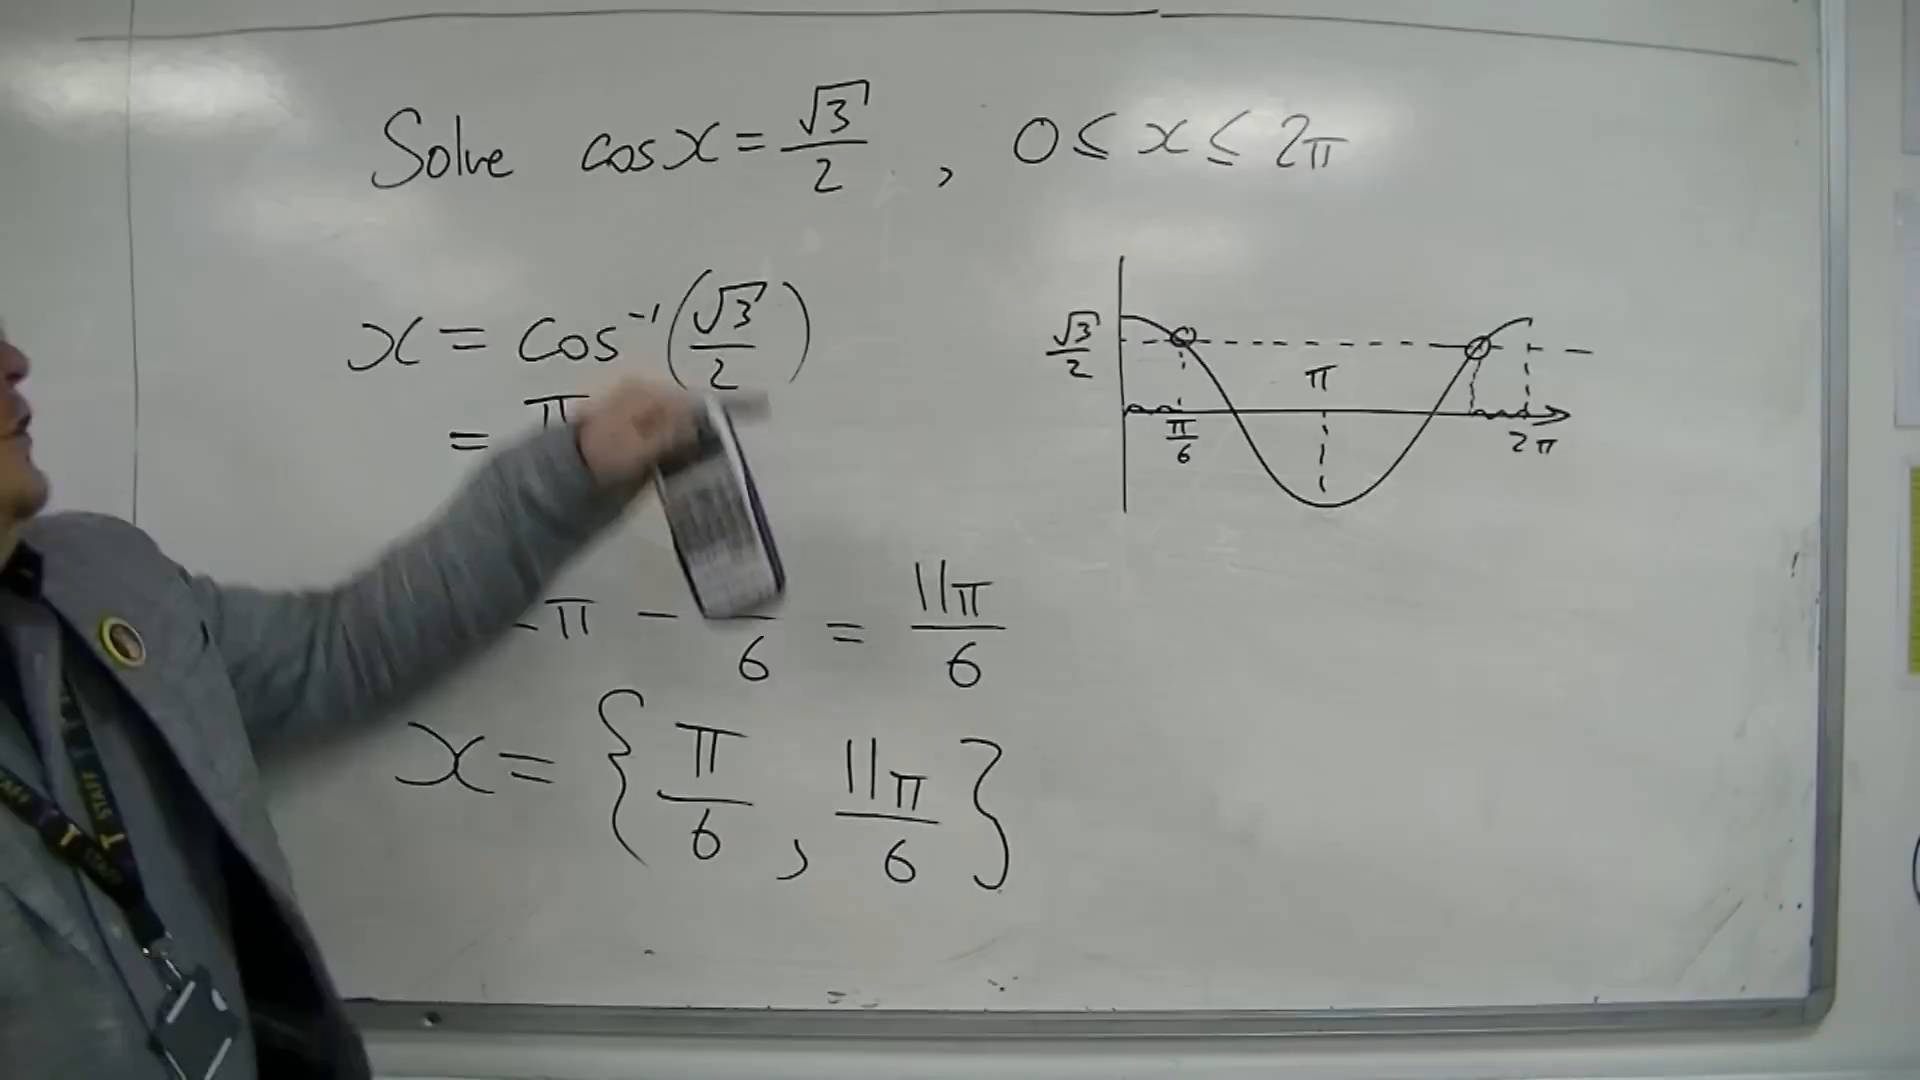 Solve cos x = √3/2 , 0 ≤ x ≤ 2π
x = cos⁻¹(√3/2)
= π
π − 6 = 11π/6
x = {π/6 , 11π/6}
√3/2
π
π/6
2π
STAFF